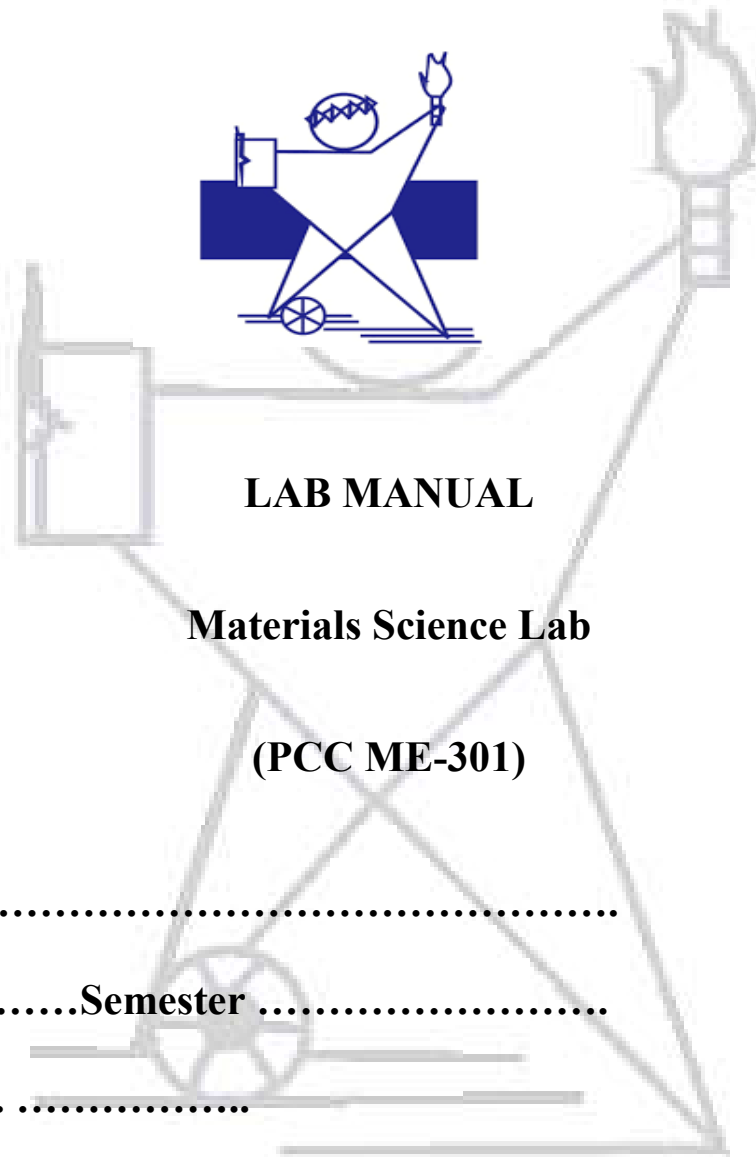 LAB MANUAL
Materials Science Lab
(PCC ME-301)
……………………………………………….
……Semester …………………….
. ……………..